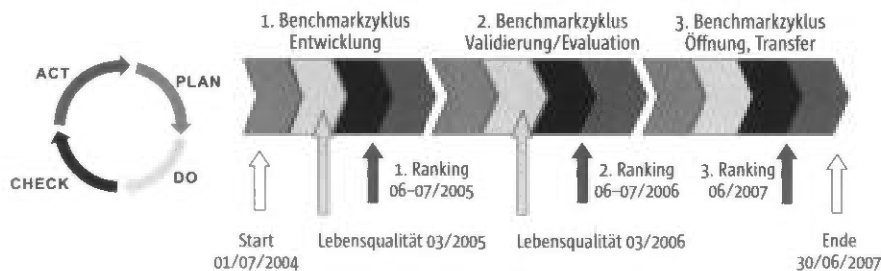 1. Benchmarkzyklus
Entwicklung
2. Benchmarkzyklus
Validierung/Evaluation
3. Benchmarkzyklus
Öffnung, Transfer
ACT
PLAN
CHECK
DO
1. Ranking
06–07/2005
2. Ranking
06–07/2006
3. Ranking
06/2007
Start
01/07/2004
Lebensqualität 03/2005
Lebensqualität 03/2006
Ende
30/06/2007